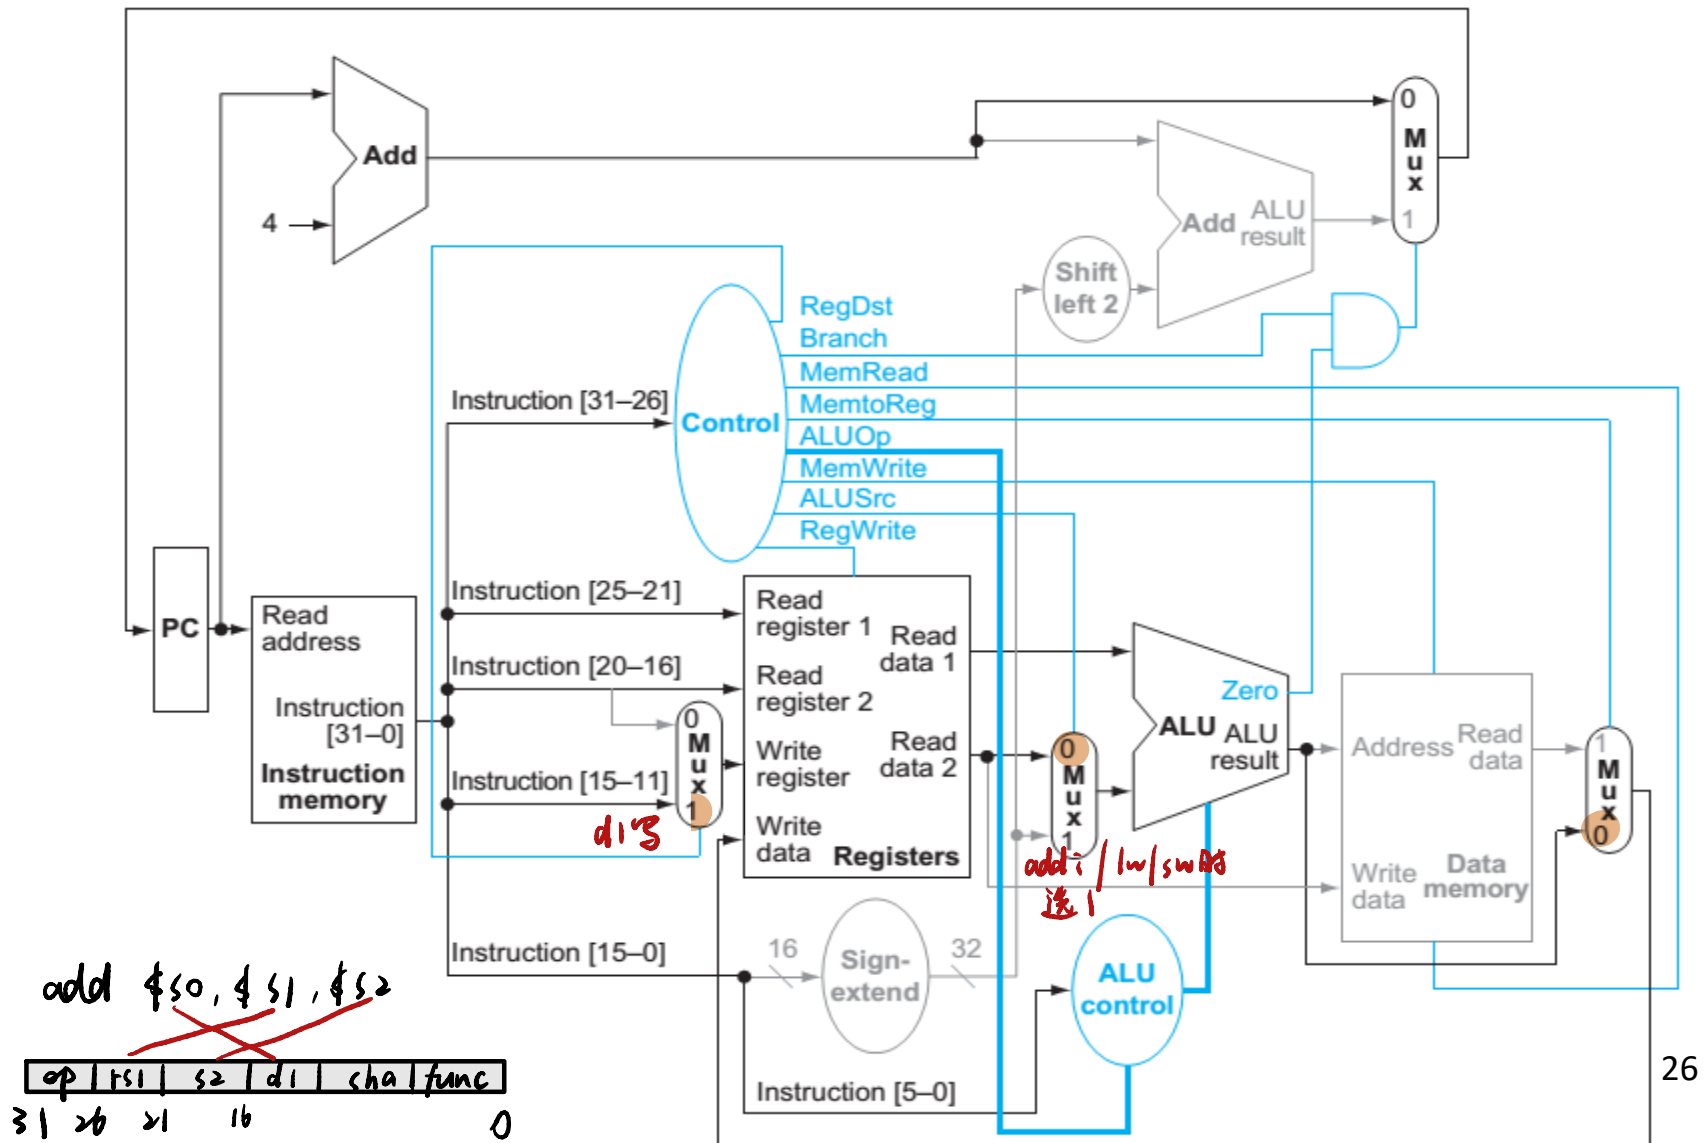 0
M
u
x
1
Add
4
Add ALU
result
Shift
left 2
RegDst
Branch
MemRead
MemtoReg
ALUOp
MemWrite
ALUSrc
RegWrite
Control
Instruction [31–26]
Instruction [25–21]
Instruction [20–16]
Instruction [15–11]
Instruction [15–0]
Instruction [5–0]
PC
Read
address
Instruction
[31–0]
Instruction
memory
0
M
u
x
1
d1写
Read
register 1
Read
register 2
Write
register
Write
data
Read
data 1
Read
data 2
Registers
0
M
u
x
1
addi/lw/sw时
选1
Zero
ALU ALU
result
Address
Read
data
Write
data
Data
memory
1
M
u
x
0
16
Sign-
extend
32
ALU
control
add $s0, $s1, $s2
op rs1 s2 d1 sha func
31 26 21 16 0
26